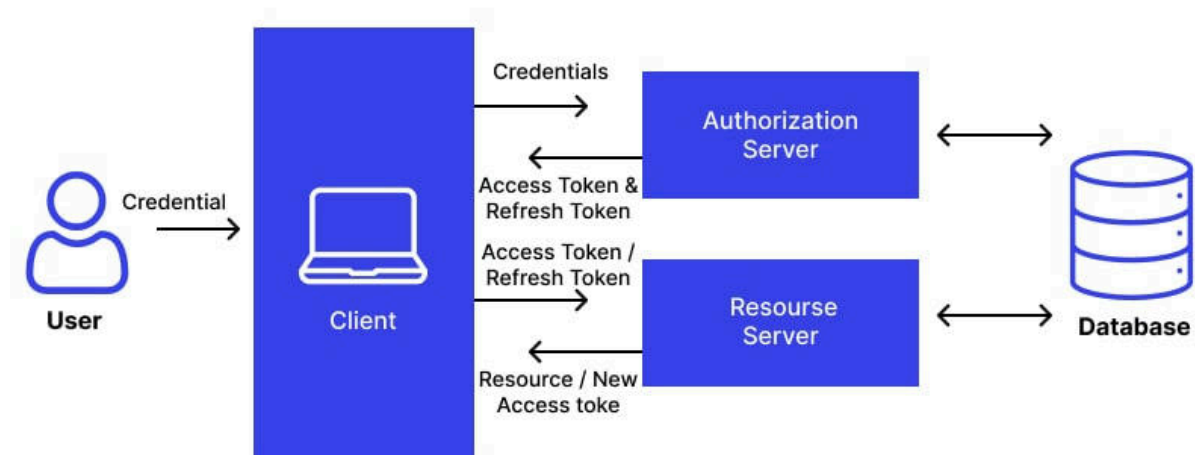 Credential
User
Client
Credentials
Access Token &
Refresh Token
Access Token /
Refresh Token
Resource / New
Access toke
Authorization
Server
Resourse
Server
Database